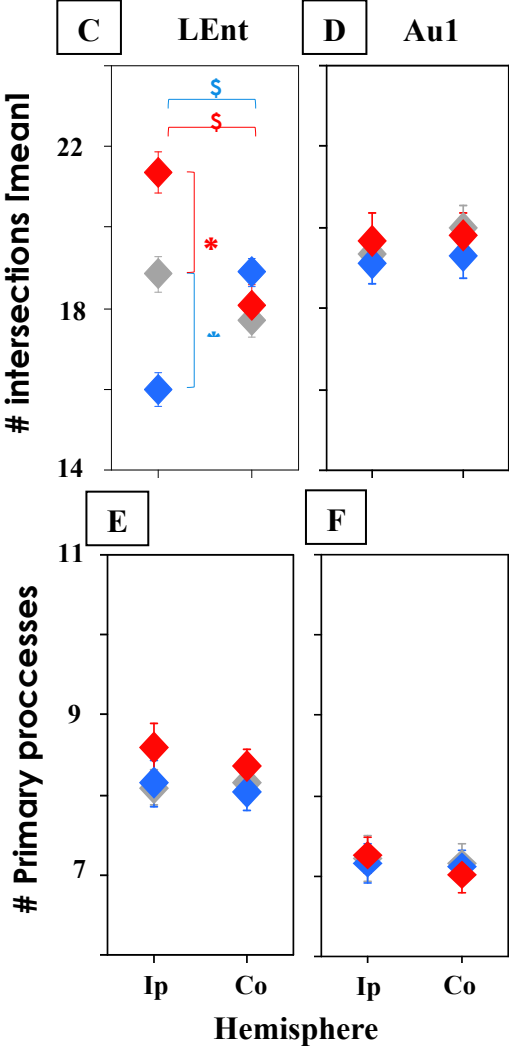 C LEnt D Au1
# intersections [mean]
22
18
14
$
$
*
*
E F
# Primary proccesses
11
9
7
Ip Co Ip Co
Hemisphere